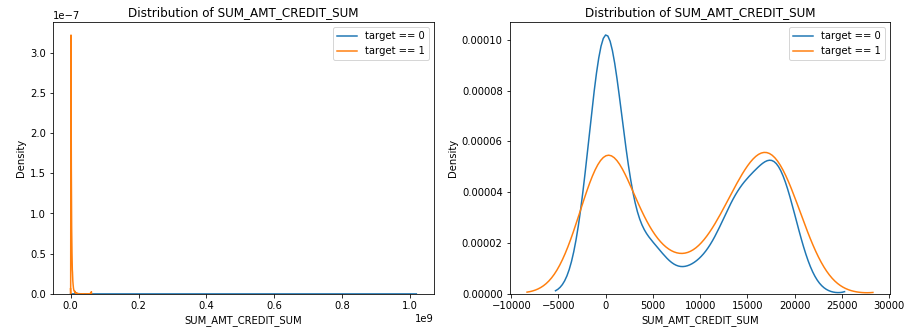 Distribution of SUM_AMT_CREDIT_SUM
1e−7
target == 0
target == 1
3.0
2.5
2.0
1.5
1.0
0.5
0.0
Density
0.0
0.2
0.4
0.6
0.8
1.0
1e9
SUM_AMT_CREDIT_SUM
Distribution of SUM_AMT_CREDIT_SUM
target == 0
target == 1
0.00010
0.00008
0.00006
0.00004
0.00002
0.00000
Density
−10000
−5000
0
5000
10000
15000
20000
25000
30000
SUM_AMT_CREDIT_SUM